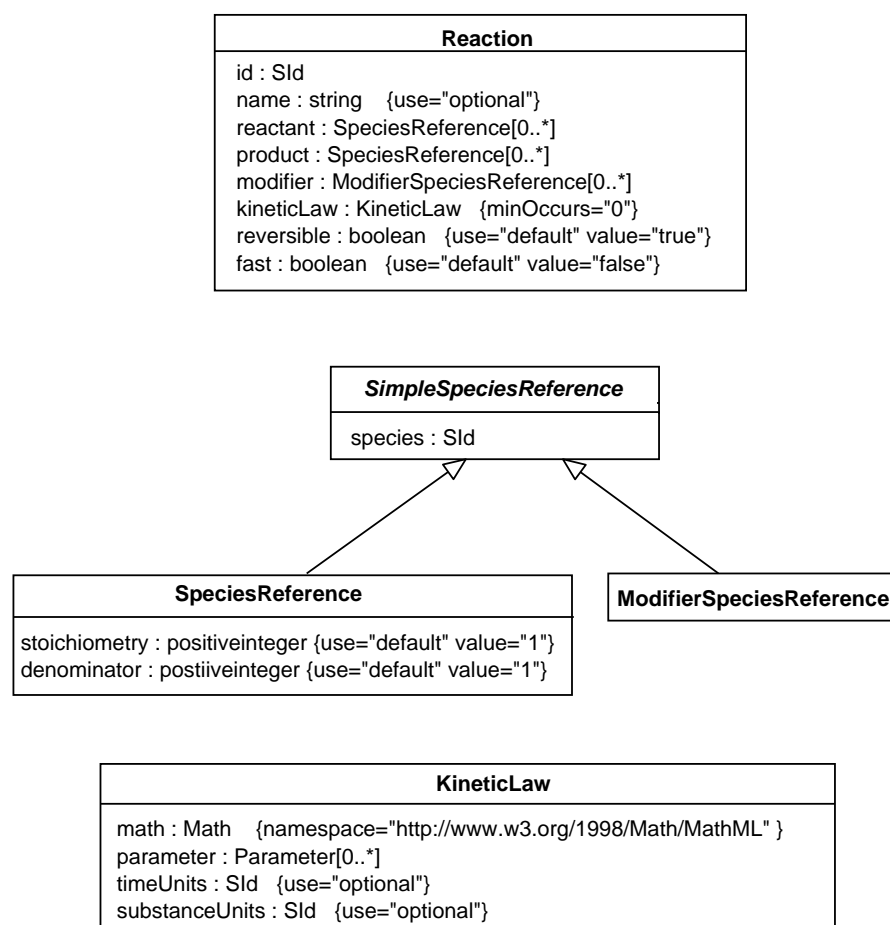 Reaction
id : SId
name : string {use="optional"}
reactant : SpeciesReference[0..*]
product : SpeciesReference[0..*]
modifier : ModifierSpeciesReference[0..*]
kineticLaw : KineticLaw {minOccurs="0"}
reversible : boolean {use="default" value="true"}
fast : boolean {use="default" value="false"}
SimpleSpeciesReference
species : SId
SpeciesReference
stoichiometry : positiveinteger {use="default" value="1"}
denominator : postiiveinteger {use="default" value="1"}
ModifierSpeciesReference
KineticLaw
math : Math {namespace="http://www.w3.org/1998/Math/MathML" }
parameter : Parameter[0..*]
timeUnits : SId {use="optional"}
substanceUnits : SId {use="optional"}